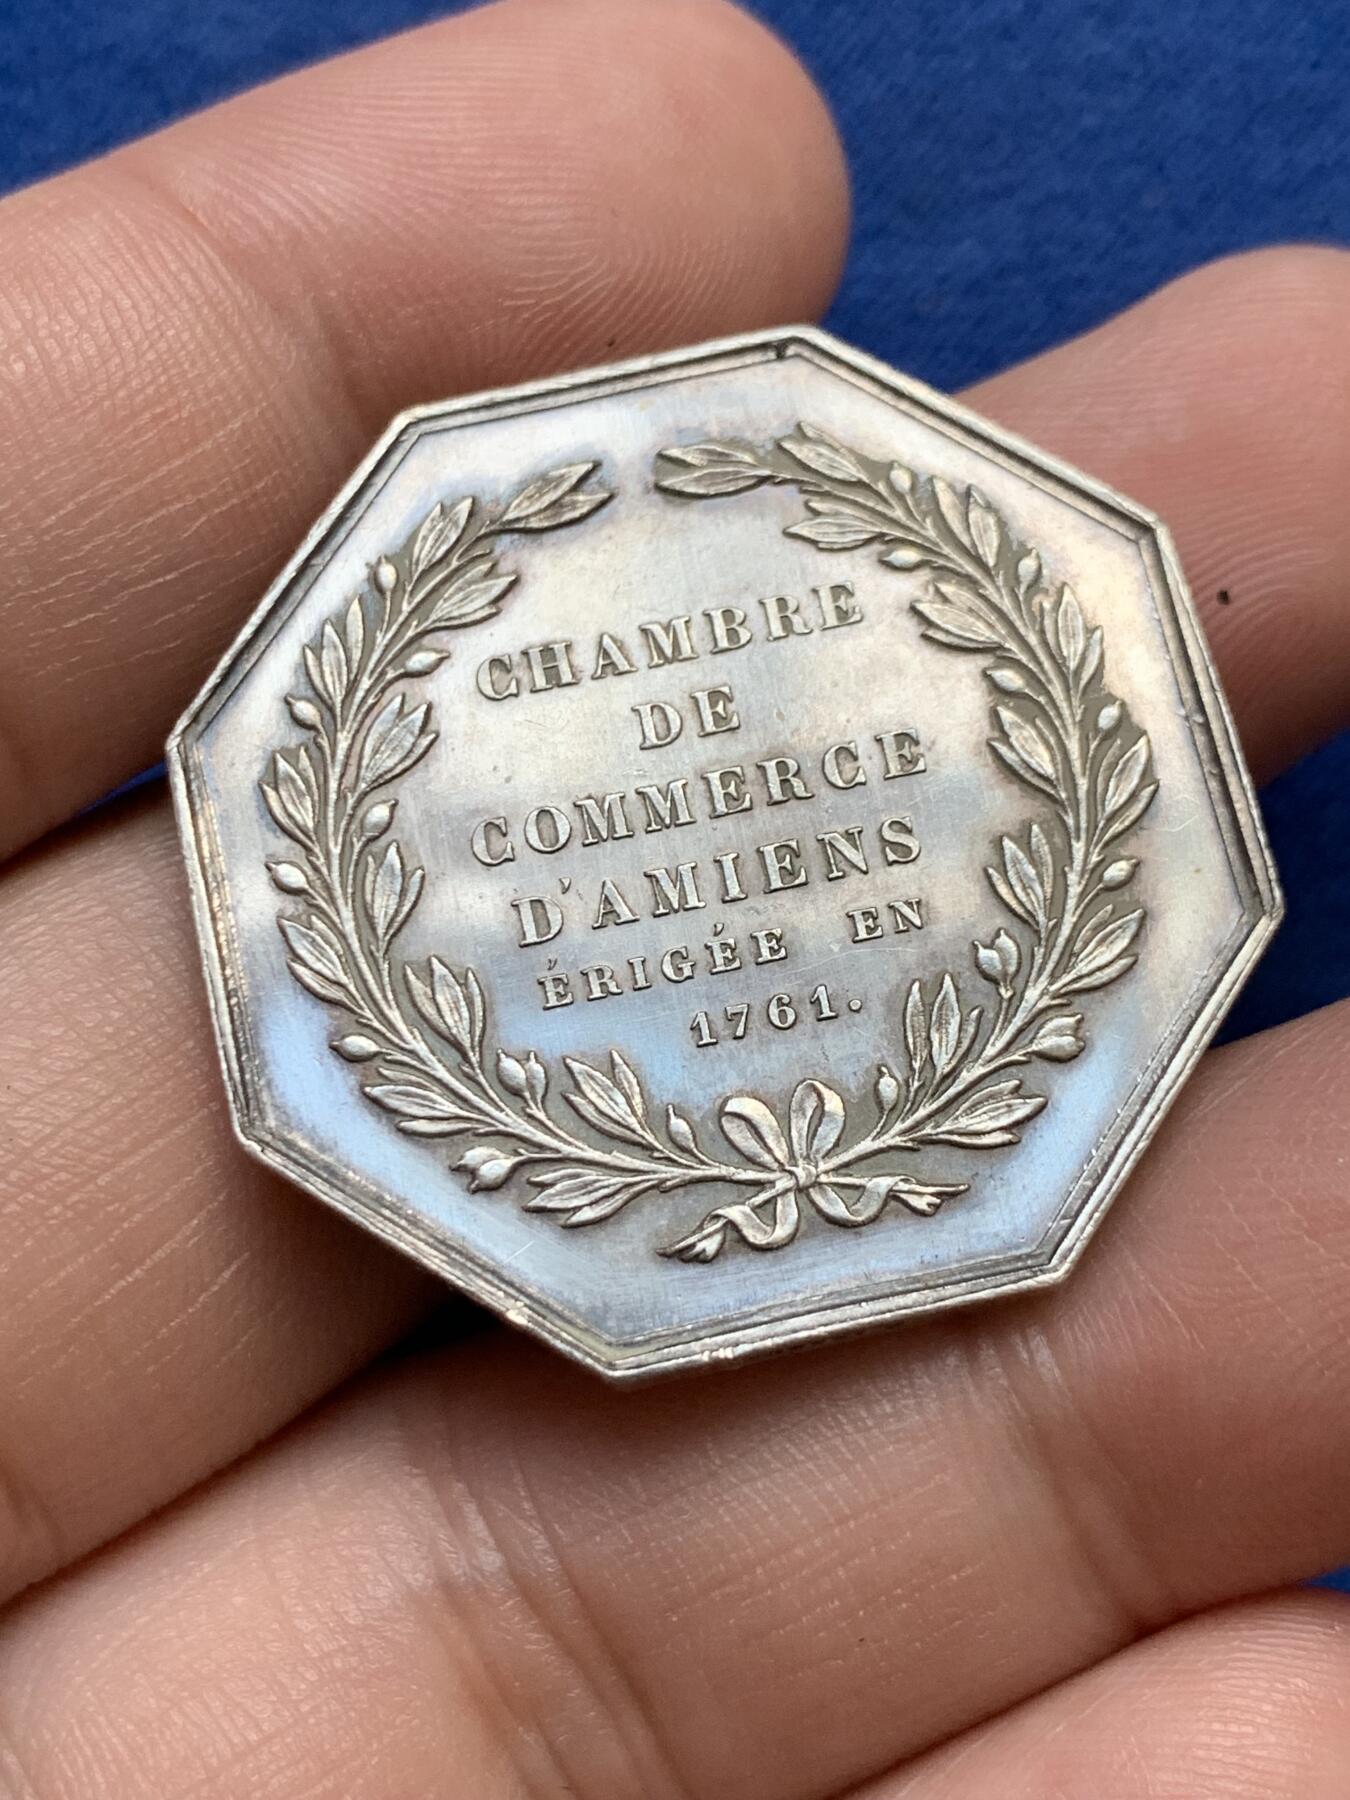 CHAMBRE
DE
COMMERCE
D'AMIENS
ÉRIGÉE EN
1761.